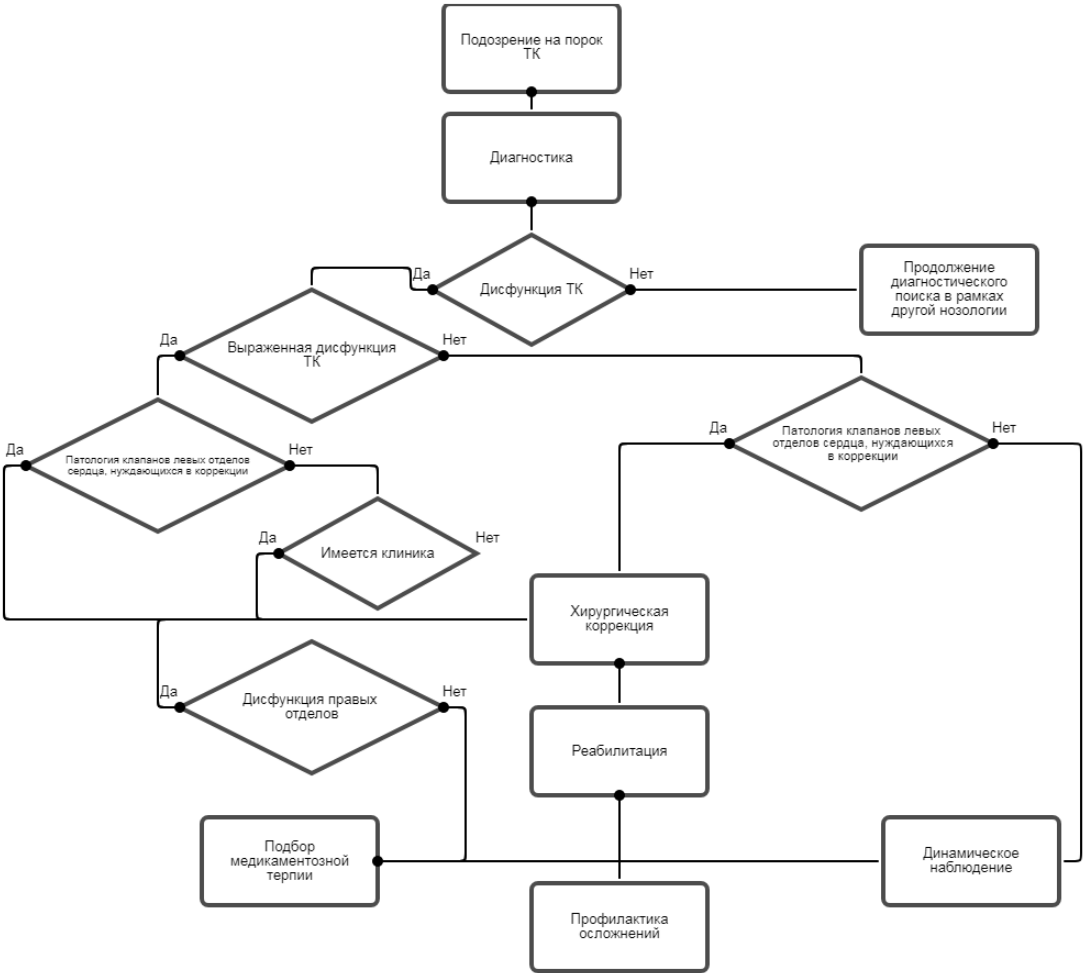 Подозрение на порок
ТК
Диагностика
Да
Нет
Дисфункция ТК
Продолжение
диагностического
поиска в рамках
другой нозологии
Да
Нет
Выраженная дисфункция
ТК
Да
Нет
Патология клапанов левых отделов
сердца, нуждающихся в коррекции
Да
Нет
Патология клапанов левых
отделов сердца, нуждающихся
в коррекции
Да
Нет
Имеется клиника
Хирургическая
коррекция
Да
Нет
Дисфункция правых
отделов
Реабилитация
Подбор
медикаментозной
терпии
Динамическое
наблюдение
Профилактика
осложнений